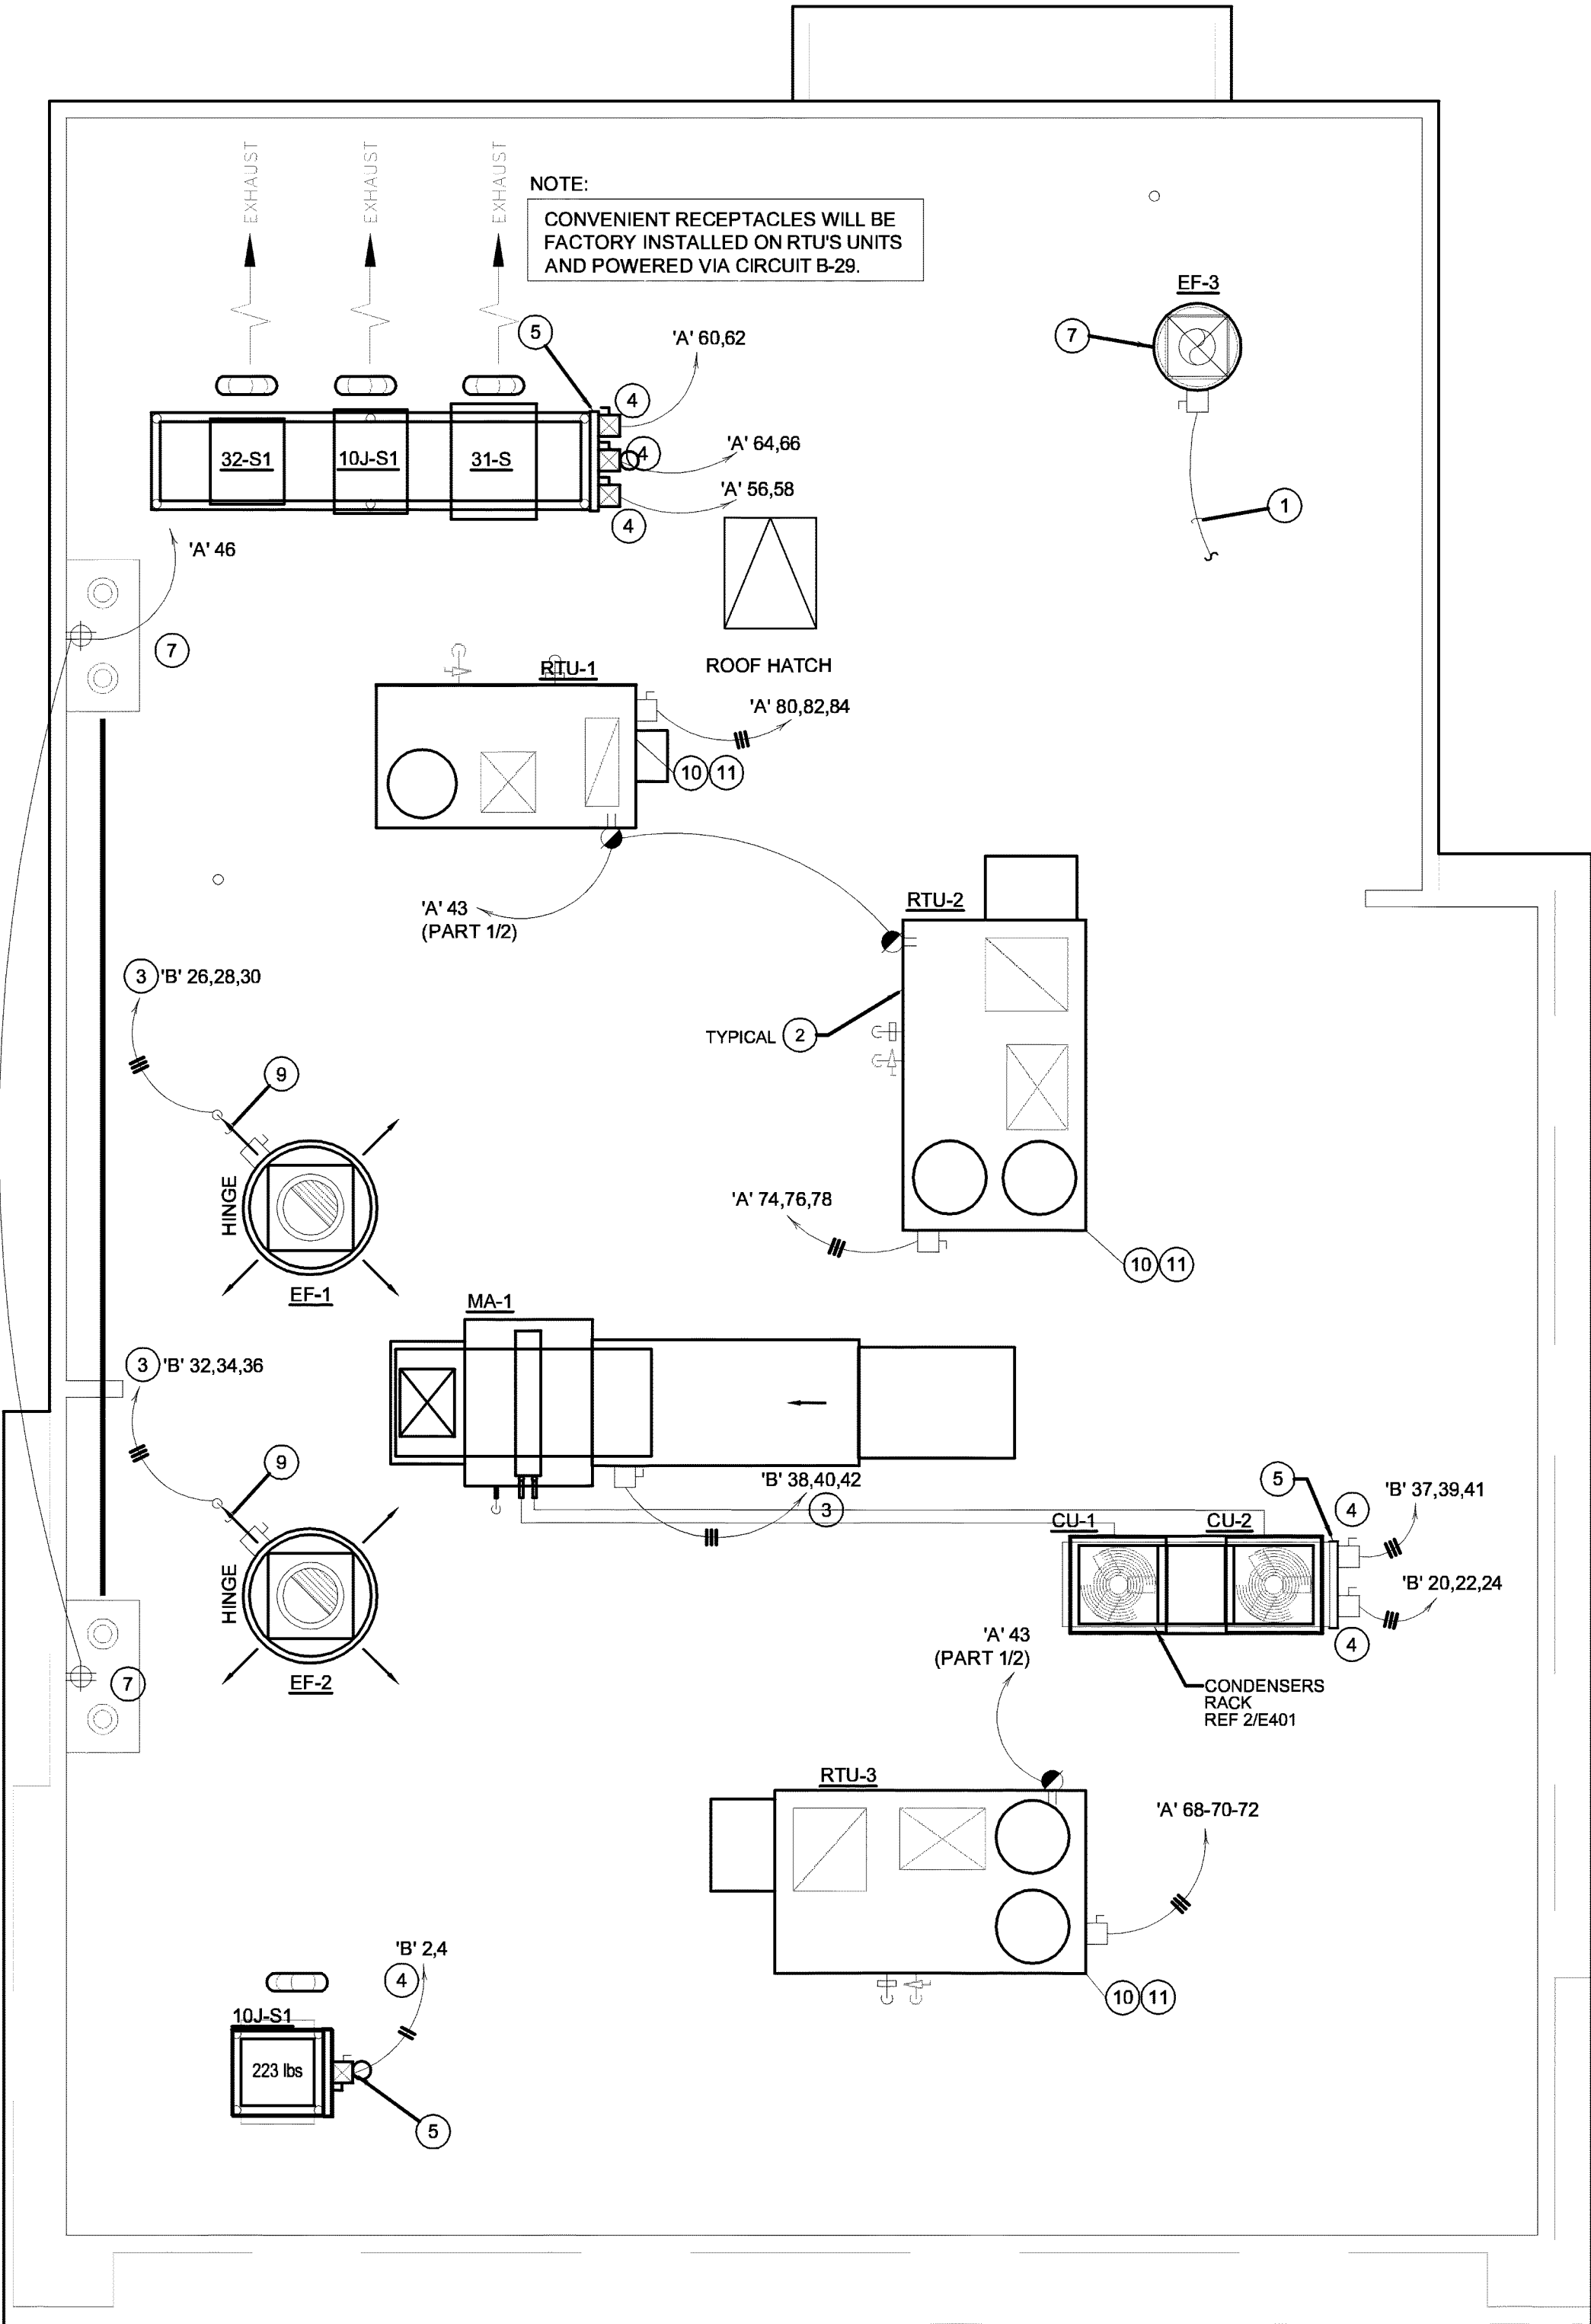 EXHAUST
EXHAUST
EXHAUST
NOTE:
CONVENIENT RECEPTACLES WILL BE
FACTORY INSTALLED ON RTU'S UNITS
AND POWERED VIA CIRCUIT B-29.
EF-3
7
5
'A' 60,62
4
32-S1
10J-S1
31-S
4
'A' 64,66
'A' 56,58
4
1
'A' 46
7
RTU-1
ROOF HATCH
'A' 80,82,84
10
11
'A' 43
(PART 1/2)
RTU-2
3
'B' 26,28,30
TYPICAL
2
9
HINGE
EF-1
'A' 74,76,78
10
11
MA-1
3
'B' 32,34,36
9
HINGE
EF-2
'B' 38,40,42
3
CU-1
CU-2
5
4
'B' 37,39,41
'B' 20,22,24
4
7
'A' 43
(PART 1/2)
CONDENSERS
RACK
REF 2/E401
RTU-3
'A' 68-70-72
10
11
'B' 2,4
4
10J-S1
223 lbs
5